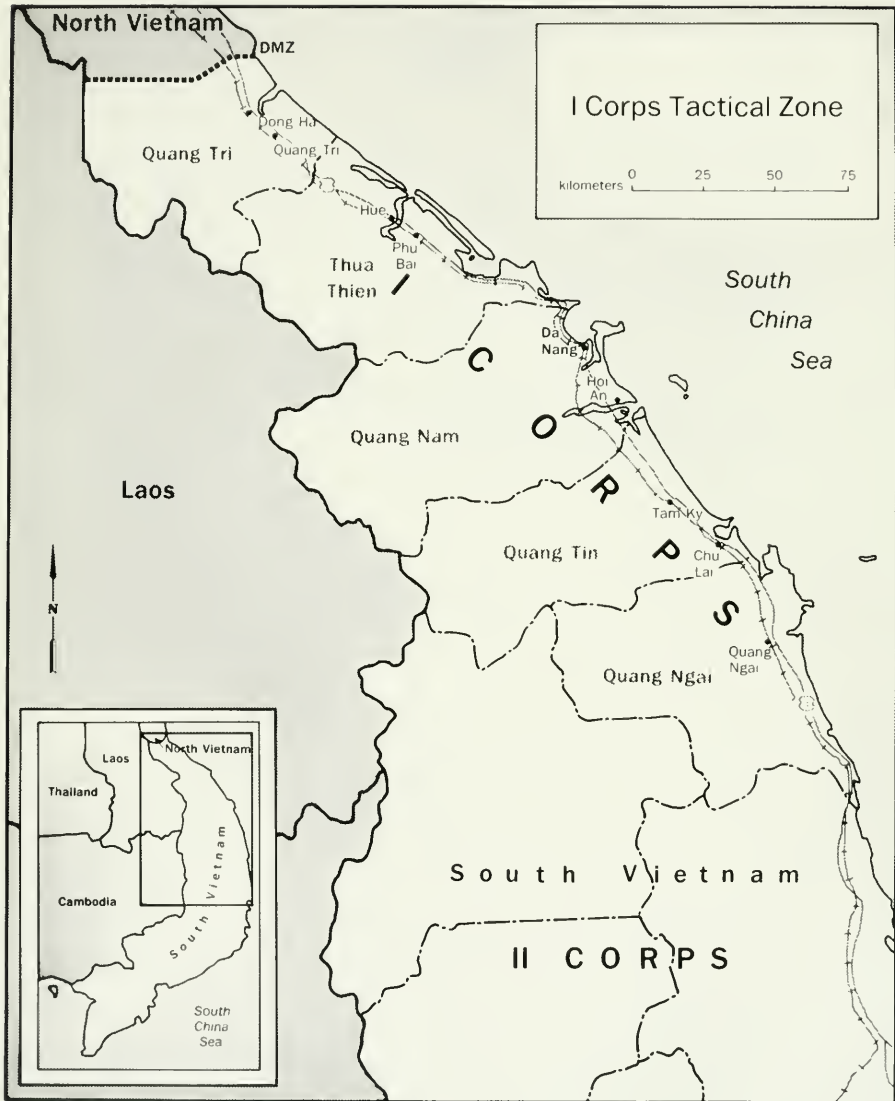 North Vietnam
DMZ
I Corps Tactical Zone
kilometers 0 25 50 75
Dong Ha
Quang Tri
Quang Tri
Hue
Phu
Bai
Thua
Thien
South
China
Sea
Da
Nang
Hoi
An
I CORPS
Quang Nam
Laos
Tam Ky
Quang Tin
Chu
Lai
N
Quang
Ngai
Quang Ngai
Laos
North Vietnam
Thailand
Cambodia
South Vietnam
South
China
Sea
South Vietnam
II CORPS